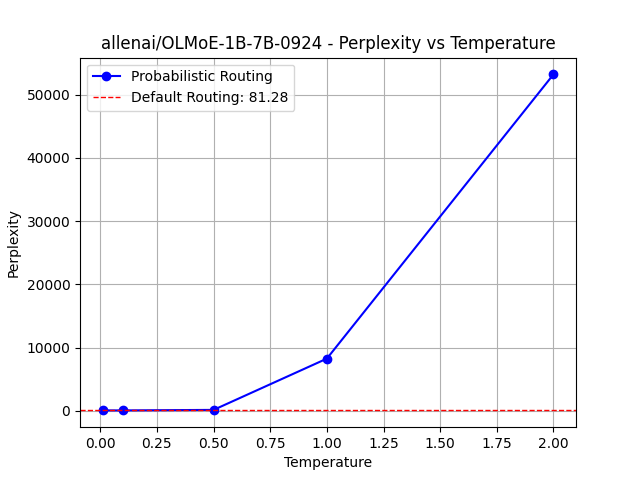 allenai/OLMoE-1B-7B-0924 - Perplexity vs Temperature
Probabilistic Routing
Default Routing: 81.28
Perplexity
50000
40000
30000
20000
10000
0
0.00 0.25 0.50 0.75 1.00 1.25 1.50 1.75 2.00
Temperature